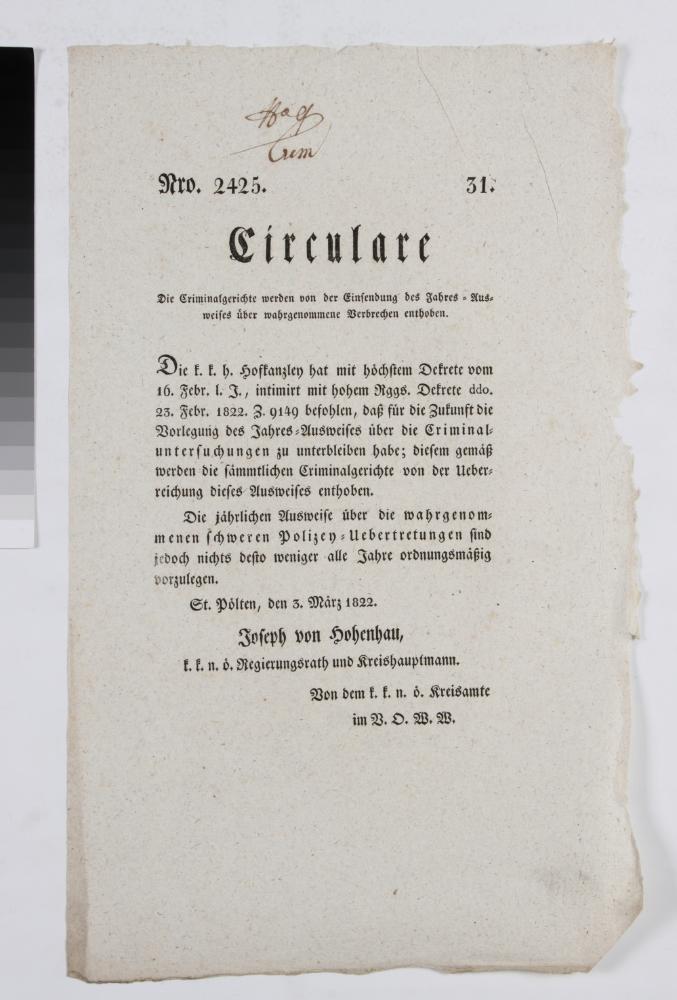 Nro. 2425. 31.
Circulare
Die Criminalgerichte werden von der Einsendung des Jahres-Aus-
weises über wahrgenommene Verbrechen enthoben.
Die k. k. h. Hofkanzley hat mit höchstem Dekrete vom
16. Febr. l. J., intimirt mit hohem Rggs. Dekrete ddo.
23. Febr. 1822. Z. 9149 befohlen, daß für die Zukunft die
Vorlegung des Jahres-Ausweises über die Criminal-
untersuchungen zu unterbleiben habe; diesem gemäß
werden die sämmtlichen Criminalgerichte von der Ueber-
reichung dieses Ausweises enthoben.
Die jährlichen Ausweise über die wahrgenom-
menen schweren Polizey-Uebertretungen sind
jedoch nichts desto weniger alle Jahre ordnungsmäßig
vorzulegen.
St. Pölten, den 3. März 1822.
Joseph von Hohenhau,
k. k. n. ö. Regierungsrath und Kreishauptmann.
Von dem k. k. n. ö. Kreisamte
im V. O. W. W.